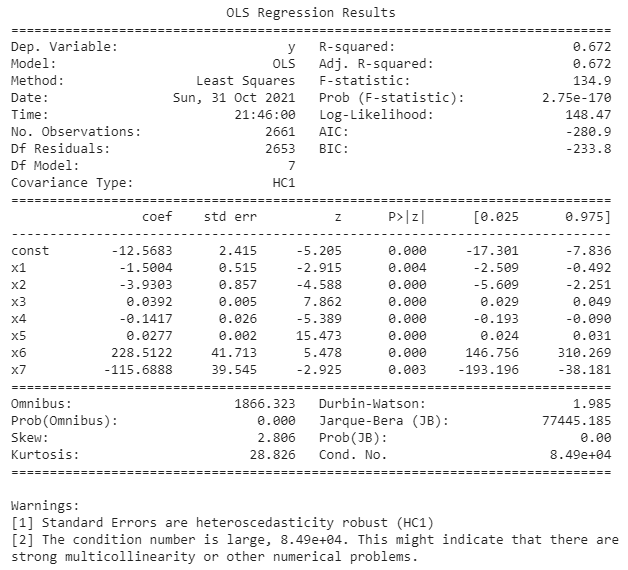 OLS Regression Results
==============================================================================
Dep. Variable: y R-squared: 0.672
Model: OLS Adj. R-squared: 0.672
Method: Least Squares F-statistic: 134.9
Date: Sun, 31 Oct 2021 Prob (F-statistic): 2.75e-170
Time: 21:46:00 Log-Likelihood: 148.47
No. Observations: 2661 AIC: -280.9
Df Residuals: 2653 BIC: -233.8
Df Model: 7
Covariance Type: HC1
==============================================================================
coef std err z P>|z| [0.025 0.975]
------------------------------------------------------------------------------
const -12.5683 2.415 -5.205 0.000 -17.301 -7.836
x1 -1.5004 0.515 -2.915 0.004 -2.509 -0.492
x2 -3.9303 0.857 -4.588 0.000 -5.609 -2.251
x3 0.0392 0.005 7.862 0.000 0.029 0.049
x4 -0.1417 0.026 -5.389 0.000 -0.193 -0.090
x5 0.0277 0.002 15.473 0.000 0.024 0.031
x6 228.5122 41.713 5.478 0.000 146.756 310.269
x7 -115.6888 39.545 -2.925 0.003 -193.196 -38.181
==============================================================================
Omnibus: 1866.323 Durbin-Watson: 1.985
Prob(Omnibus): 0.000 Jarque-Bera (JB): 77445.185
Skew: 2.806 Prob(JB): 0.00
Kurtosis: 28.826 Cond. No. 8.49e+04
==============================================================================
Warnings:
[1] Standard Errors are heteroscedasticity robust (HC1)
[2] The condition number is large, 8.49e+04. This might indicate that there are
strong multicollinearity or other numerical problems.